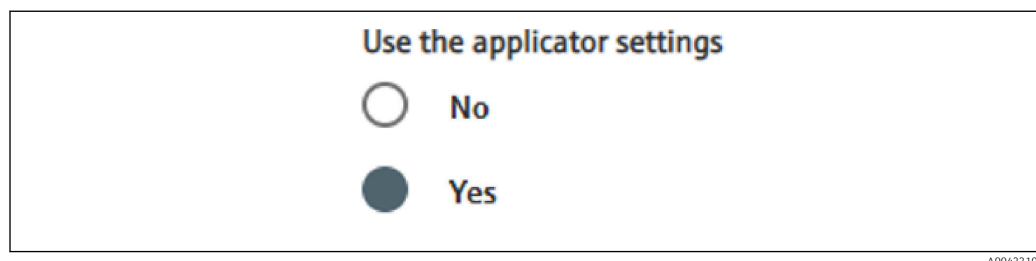 Use the applicator settings
No
Yes